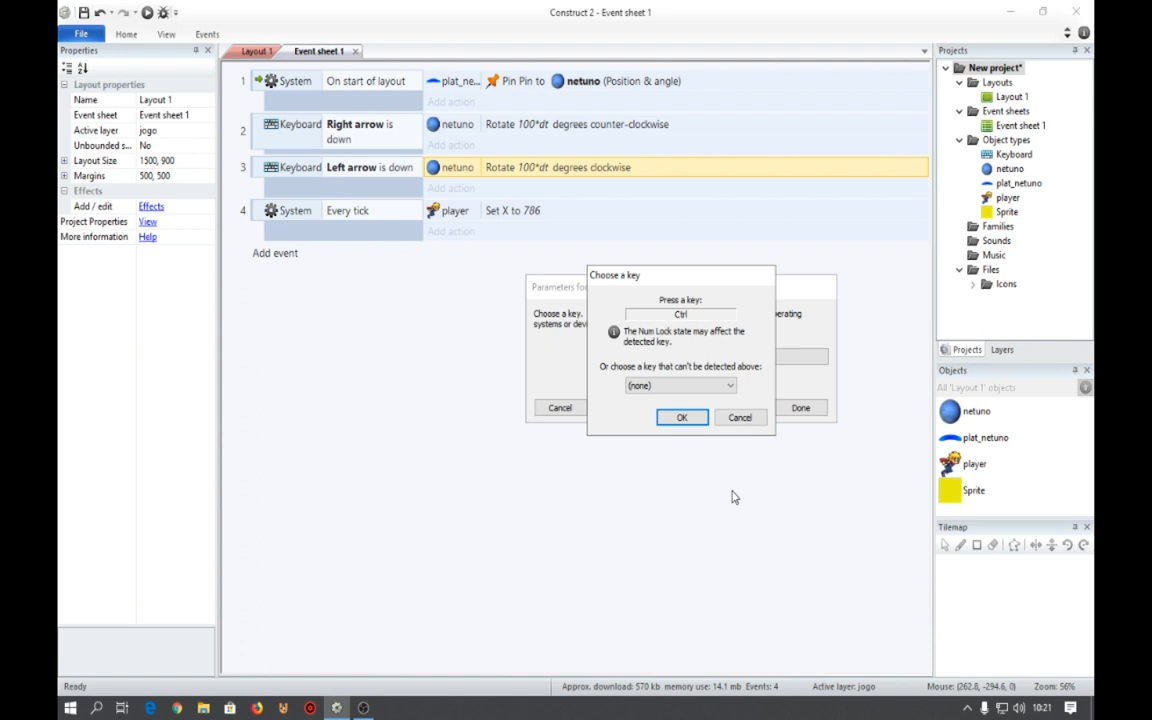 Construct 2 - Event sheet 1
File Home View Events
Properties
Layout 1 Event sheet 1
Projects
Layout properties
Name Layout 1
Event sheet Event sheet 1
Active layer jogo
Unbounded s... No
Layout Size 1500, 900
Margins 500, 500
Effects
Add / edit Effects
Project Properties View
More information Help
1 System On start of layout plat_ne... Pin Pin to netuno (Position & angle)
Add action
2 Keyboard Right arrow is down netuno Rotate 100*dt degrees counter-clockwise
Add action
3 Keyboard Left arrow is down netuno Rotate 100*dt degrees clockwise
Add action
4 System Every tick player Set X to 786
Add action
Add event
Parameters for
Choose a key.
systems or devi
erating
Cancel
Done
Choose a key
Press a key:
Ctrl
The Num Lock state may affect the
detected key.
Or choose a key that can't be detected above:
(none)
OK Cancel
New project*
Layouts
Layout 1
Event sheets
Event sheet 1
Object types
Keyboard
netuno
plat_netuno
player
Sprite
Families
Sounds
Music
Files
Icons
Projects Layers
Objects
All 'Layout 1' objects
netuno
plat_netuno
player
Sprite
Tilemap
Ready
Approx. download: 570 kb memory use: 14.1 mb Events: 4
Active layer: jogo
Mouse: (262.8, -294.6, 0)
Zoom: 56%
10:21